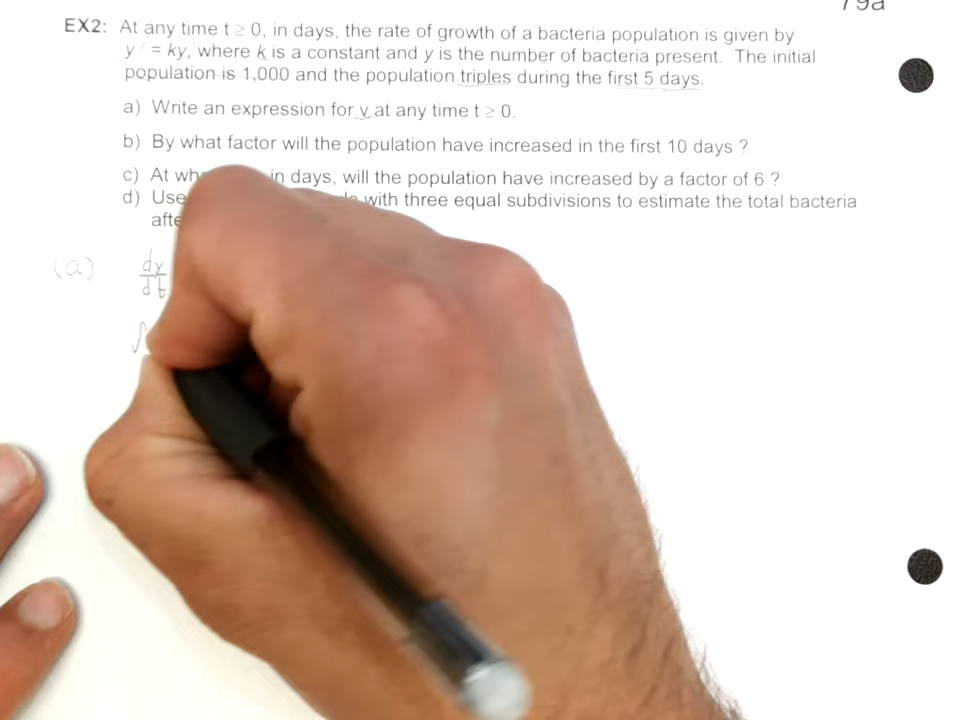 79a
EX2: At any time t ≥ 0, in days, the rate of growth of a bacteria population is given by
y' = ky, where k is a constant and y is the number of bacteria present. The initial
population is 1,000 and the population triples during the first 5 days.
a) Write an expression for y at any time t ≥ 0.
b) By what factor will the population have increased in the first 10 days ?
c) At in days, will the population have increased by a factor of 6 ?
d) Use with three equal subdivisions to estimate the total bacteria
(a) dy/dt
∫